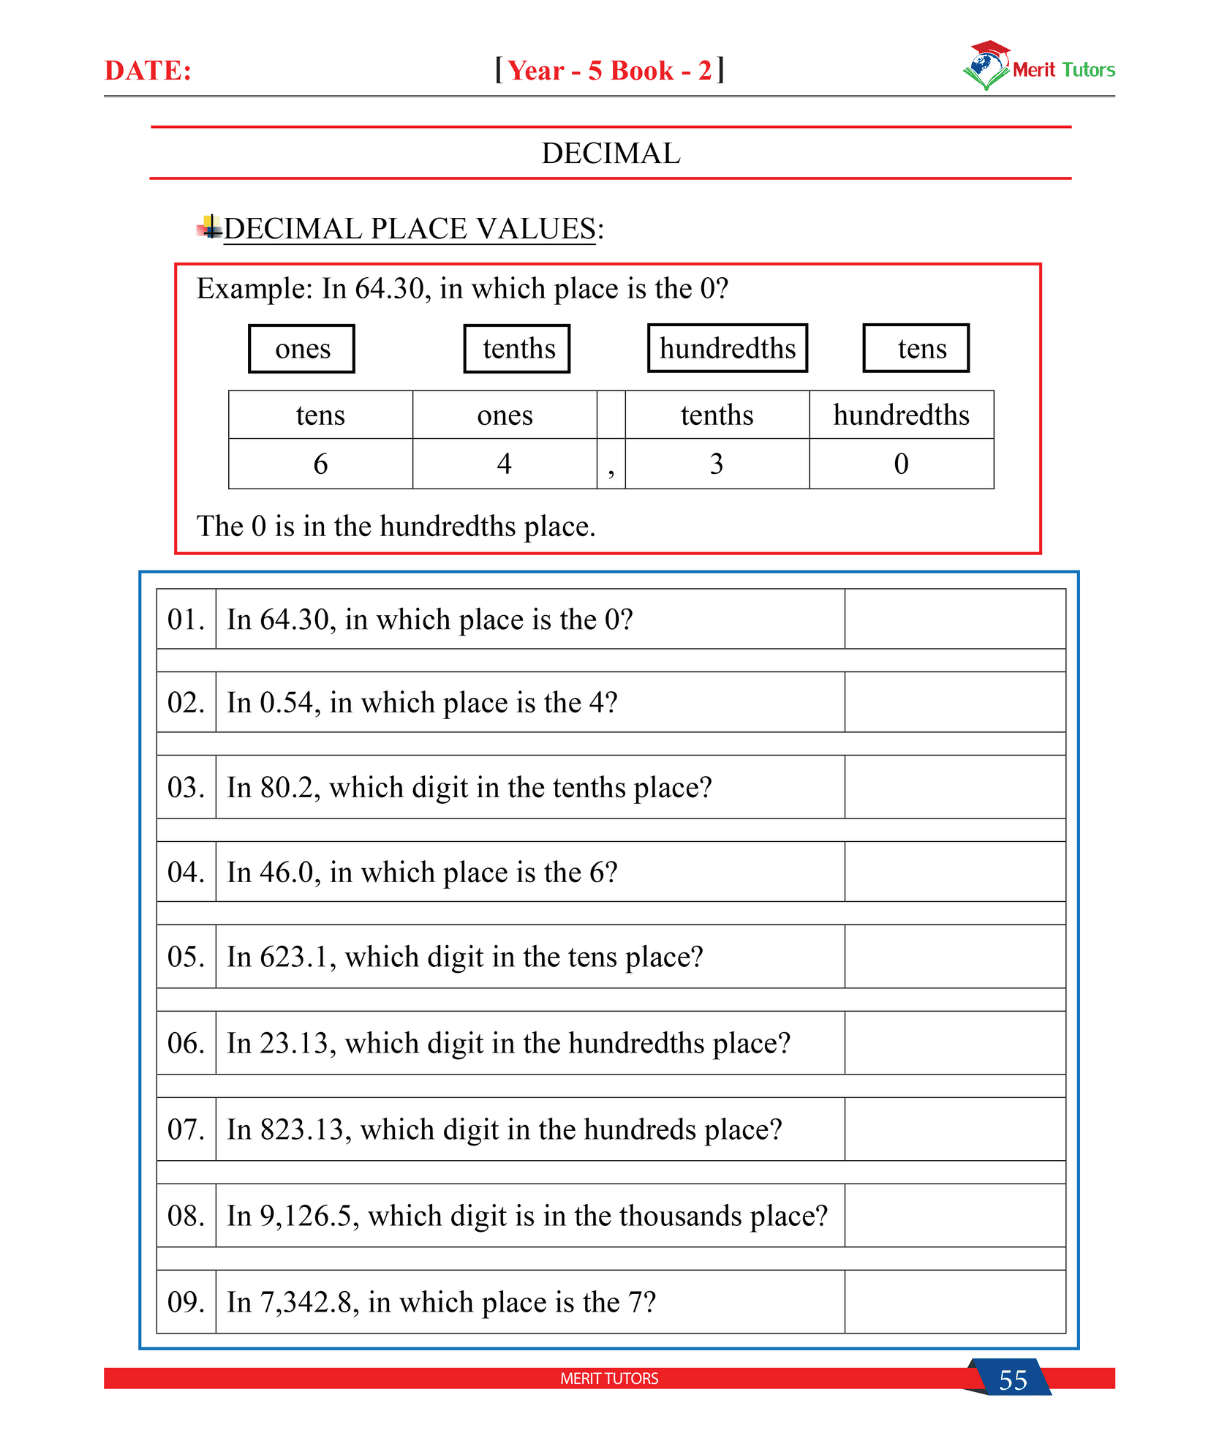 DATE:
[Year - 5 Book - 2]
Merit Tutors
DECIMAL
DECIMAL PLACE VALUES:
Example: In 64.30, in which place is the 0?
ones tenths hundredths tens
tens ones tenths hundredths
6 4 , 3 0
The 0 is in the hundredths place.
01. In 64.30, in which place is the 0?
02. In 0.54, in which place is the 4?
03. In 80.2, which digit in the tenths place?
04. In 46.0, in which place is the 6?
05. In 623.1, which digit in the tens place?
06. In 23.13, which digit in the hundredths place?
07. In 823.13, which digit in the hundreds place?
08. In 9,126.5, which digit is in the thousands place?
09. In 7,342.8, in which place is the 7?
MERIT TUTORS
55